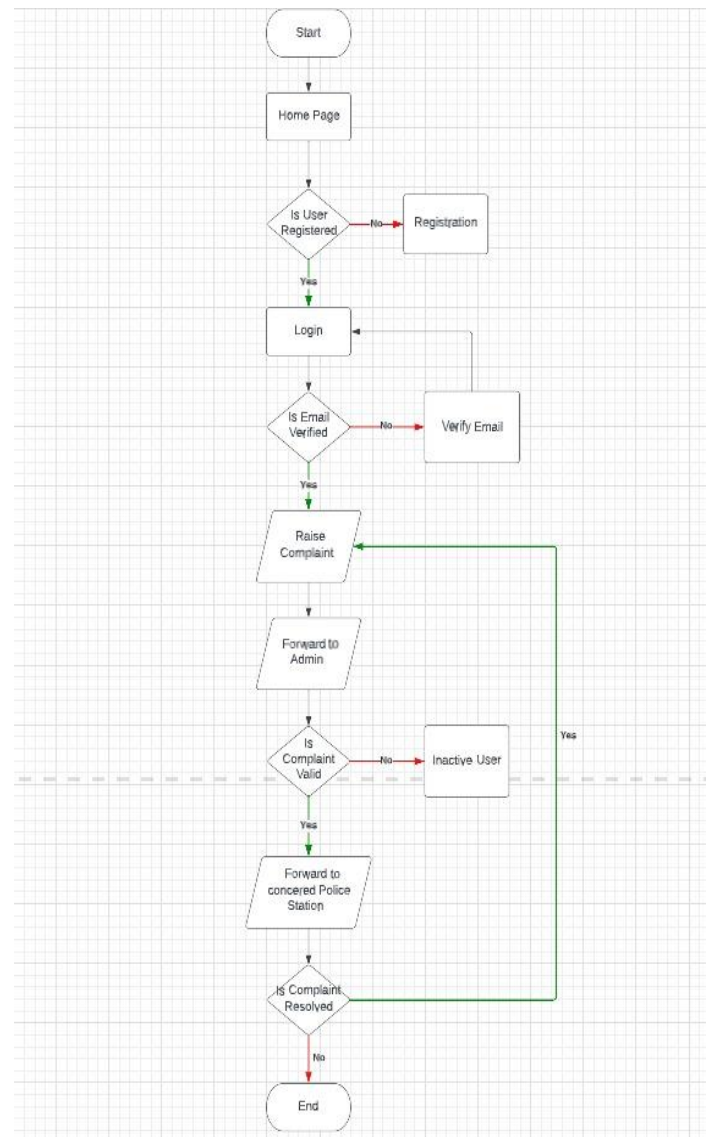 Start
Home Page
Is User
Registered
No
Registration
Yes
Login
Is Email
Verified
No
Verify Email
Yes
Raise
Complaint
Forward to
Admin
Yes
Is
Complaint
Valid
No
Inactive User
Yes
Forward to
concered Police
Station
Is Complaint
Resolved
No
End